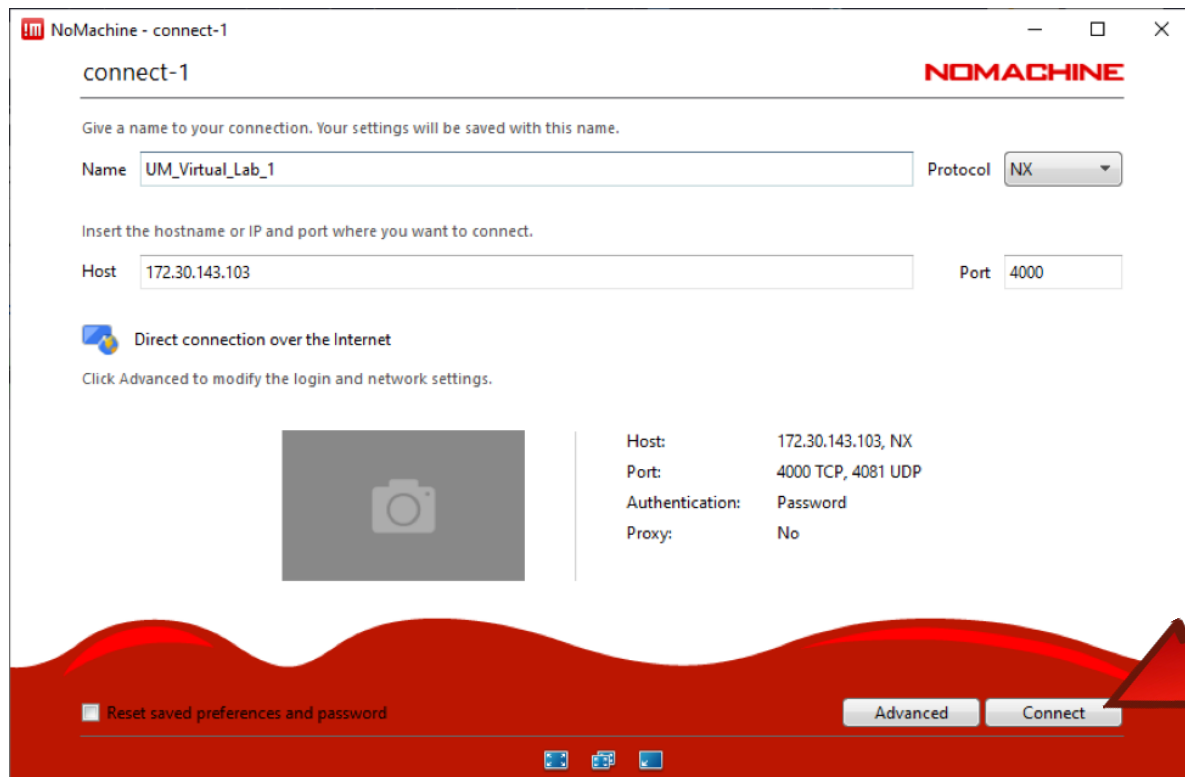 NoMachine - connect-1
connect-1
NOMACHINE
Give a name to your connection. Your settings will be saved with this name.
Name UM_Virtual_Lab_1 Protocol NX
Insert the hostname or IP and port where you want to connect.
Host 172.30.143.103 Port 4000
Direct connection over the Internet
Click Advanced to modify the login and network settings.
Host: 172.30.143.103, NX
Port: 4000 TCP, 4081 UDP
Authentication: Password
Proxy: No
Reset saved preferences and password Advanced Connect